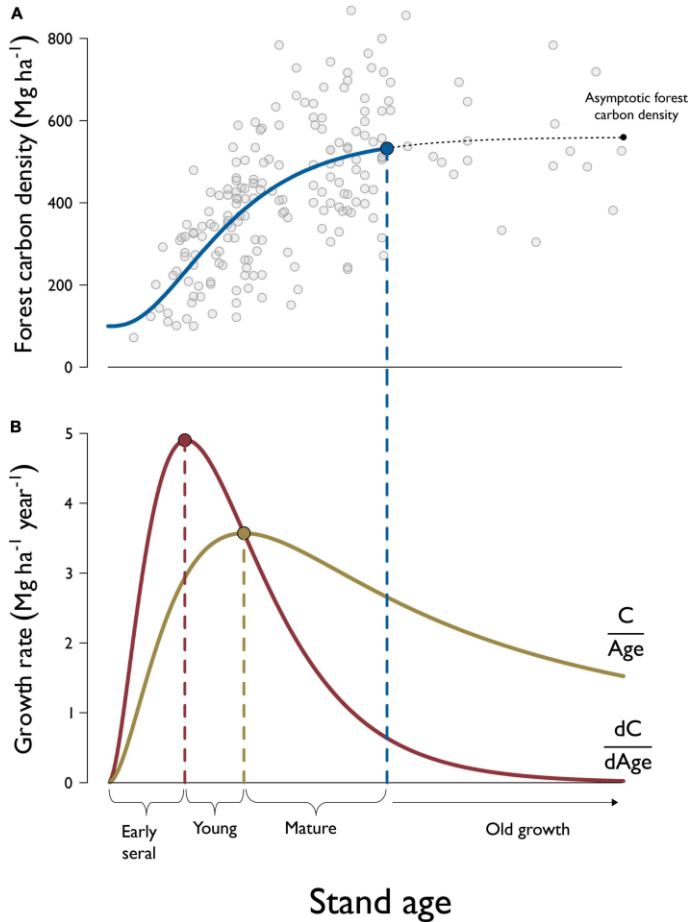 A
Forest carbon density (Mg ha⁻¹)
800
600
400
200
0
Asymptotic forest
carbon density
B
Growth rate (Mg ha⁻¹ year⁻¹)
5
4
3
2
1
0
C
Age
dC
dAge
Early
seral
Young
Mature
Old growth
Stand age